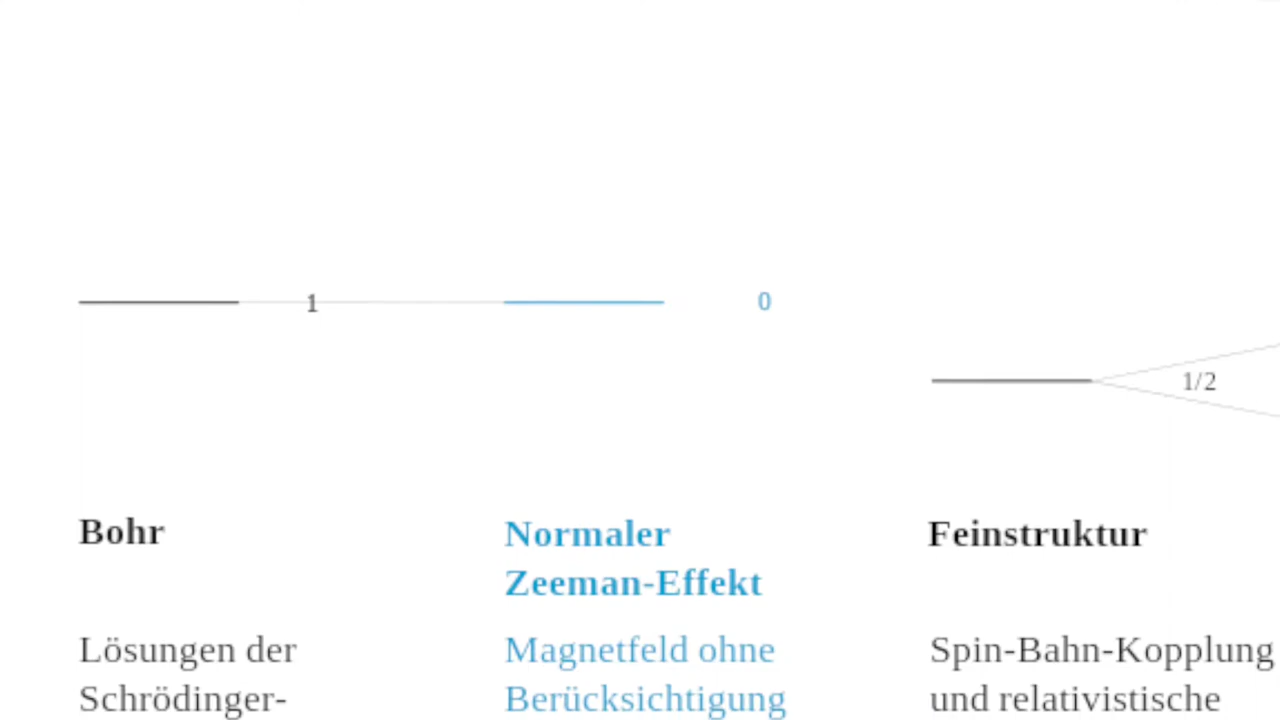 1
0
1/2
Bohr
Normaler
Zeeman-Effekt
Feinstruktur
Lösungen der
Schrödinger-
Magnetfeld ohne
Berücksichtigung
Spin-Bahn-Kopplung
und relativistische